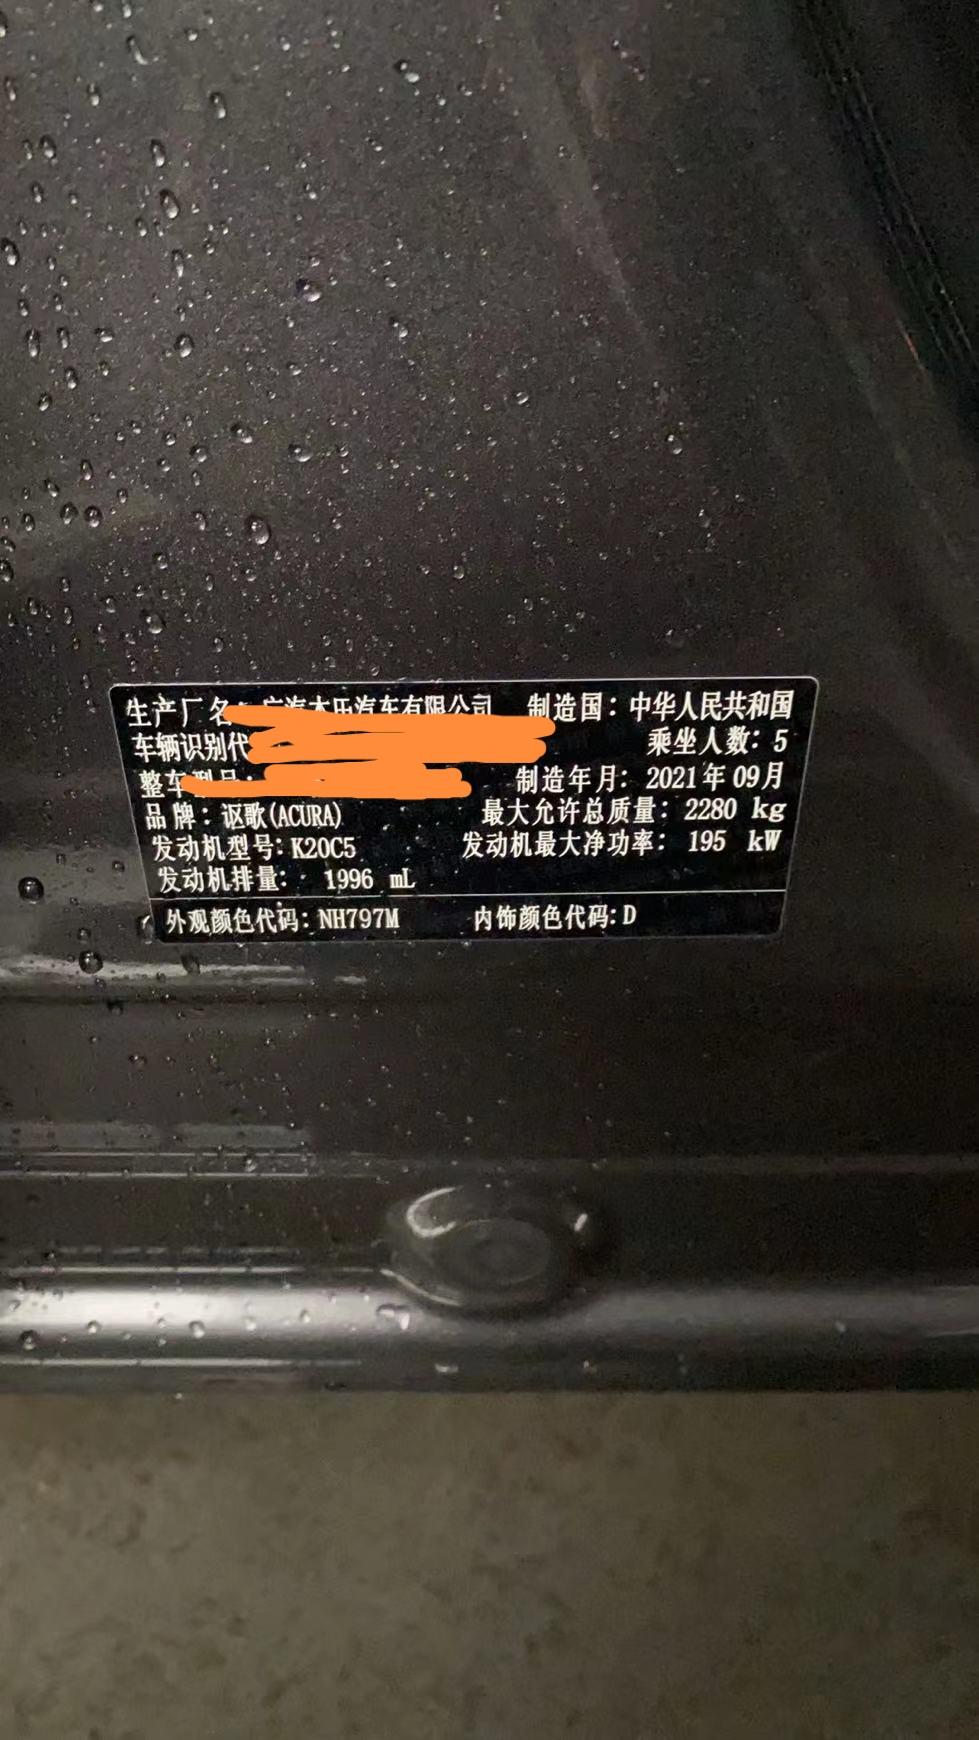 生产厂名： 广汽本田汽车有限公司 制造国：中华人民共和国
车辆识别代 乘坐人数：5
整车型号： 制造年月：2021年09月
品牌：讴歌(ACURA) 最大允许总质量：2280 kg
发动机型号：K20C5 发动机最大净功率：195 kW
发动机排量： 1996 mL
外观颜色代码：NH797M 内饰颜色代码：D